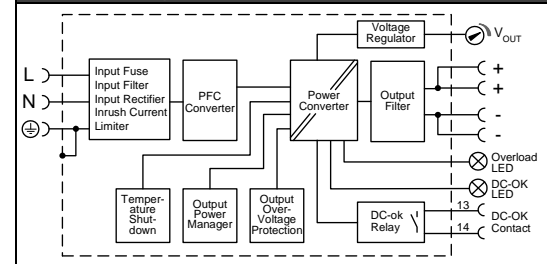 Voltage
Regulator
VOUT
L
N
Input Fuse
Input Filter
Input Rectifier
Inrush Current
Limiter
PFC
Converter
Power
Converter
Output
Filter
+
+
-
-
Overload
LED
DC-OK
LED
Temper-
ature
Shut-
down
Output
Power
Manager
Output
Over-
Voltage
Protection
DC-ok
Relay
13
14
DC-OK
Contact